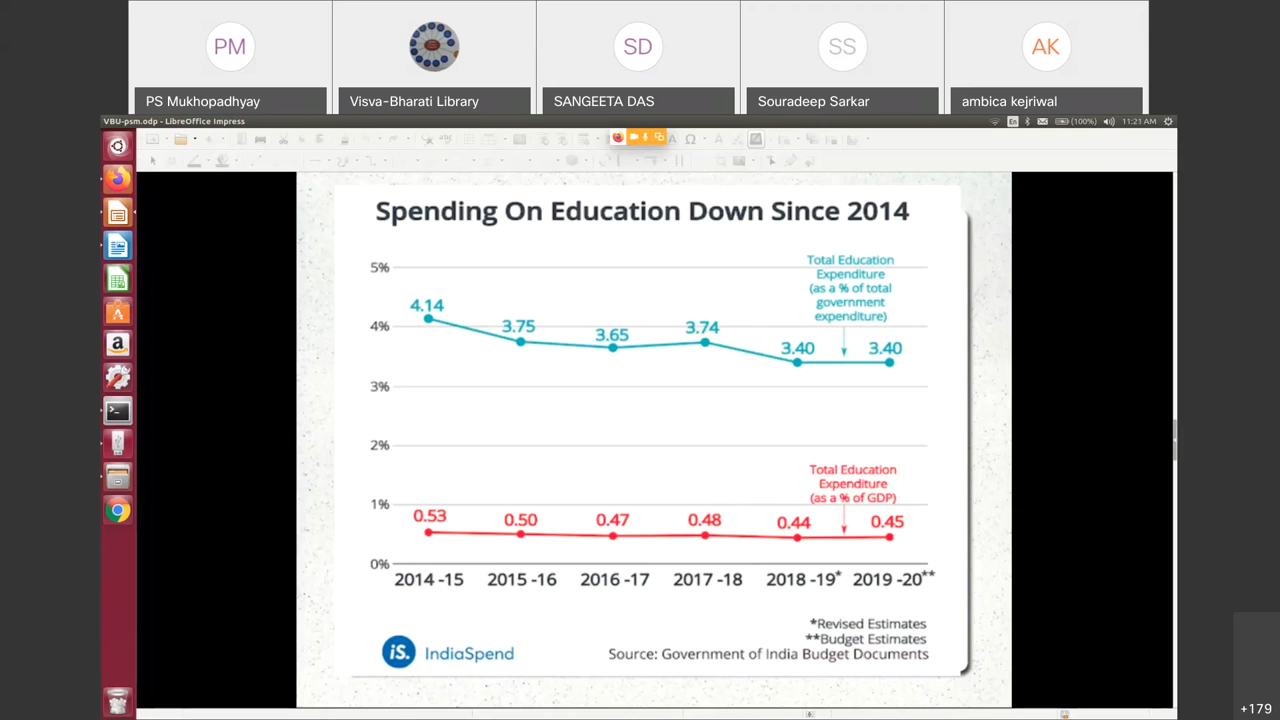 PM
SD
SS
AK
PS Mukhopadhyay
Visva-Bharati Library
SANGEETA DAS
Souradeep Sarkar
ambica kejriwal
VBU-psm.odp - LibreOffice Impress
En
(100%)
11:21 AM
Spending On Education Down Since 2014
Total Education
Expenditure
(as a % of total
government
expenditure)
5%
4%
3%
2%
1%
0%
4.14
3.75
3.65
3.74
3.40
3.40
Total Education
Expenditure
(as a % of GDP)
0.53
0.50
0.47
0.48
0.44
0.45
2014 -15
2015 -16
2016 -17
2017 -18
2018 -19*
2019 -20**
*Revised Estimates
**Budget Estimates
iS.
IndiaSpend
Source: Government of India Budget Documents
+179